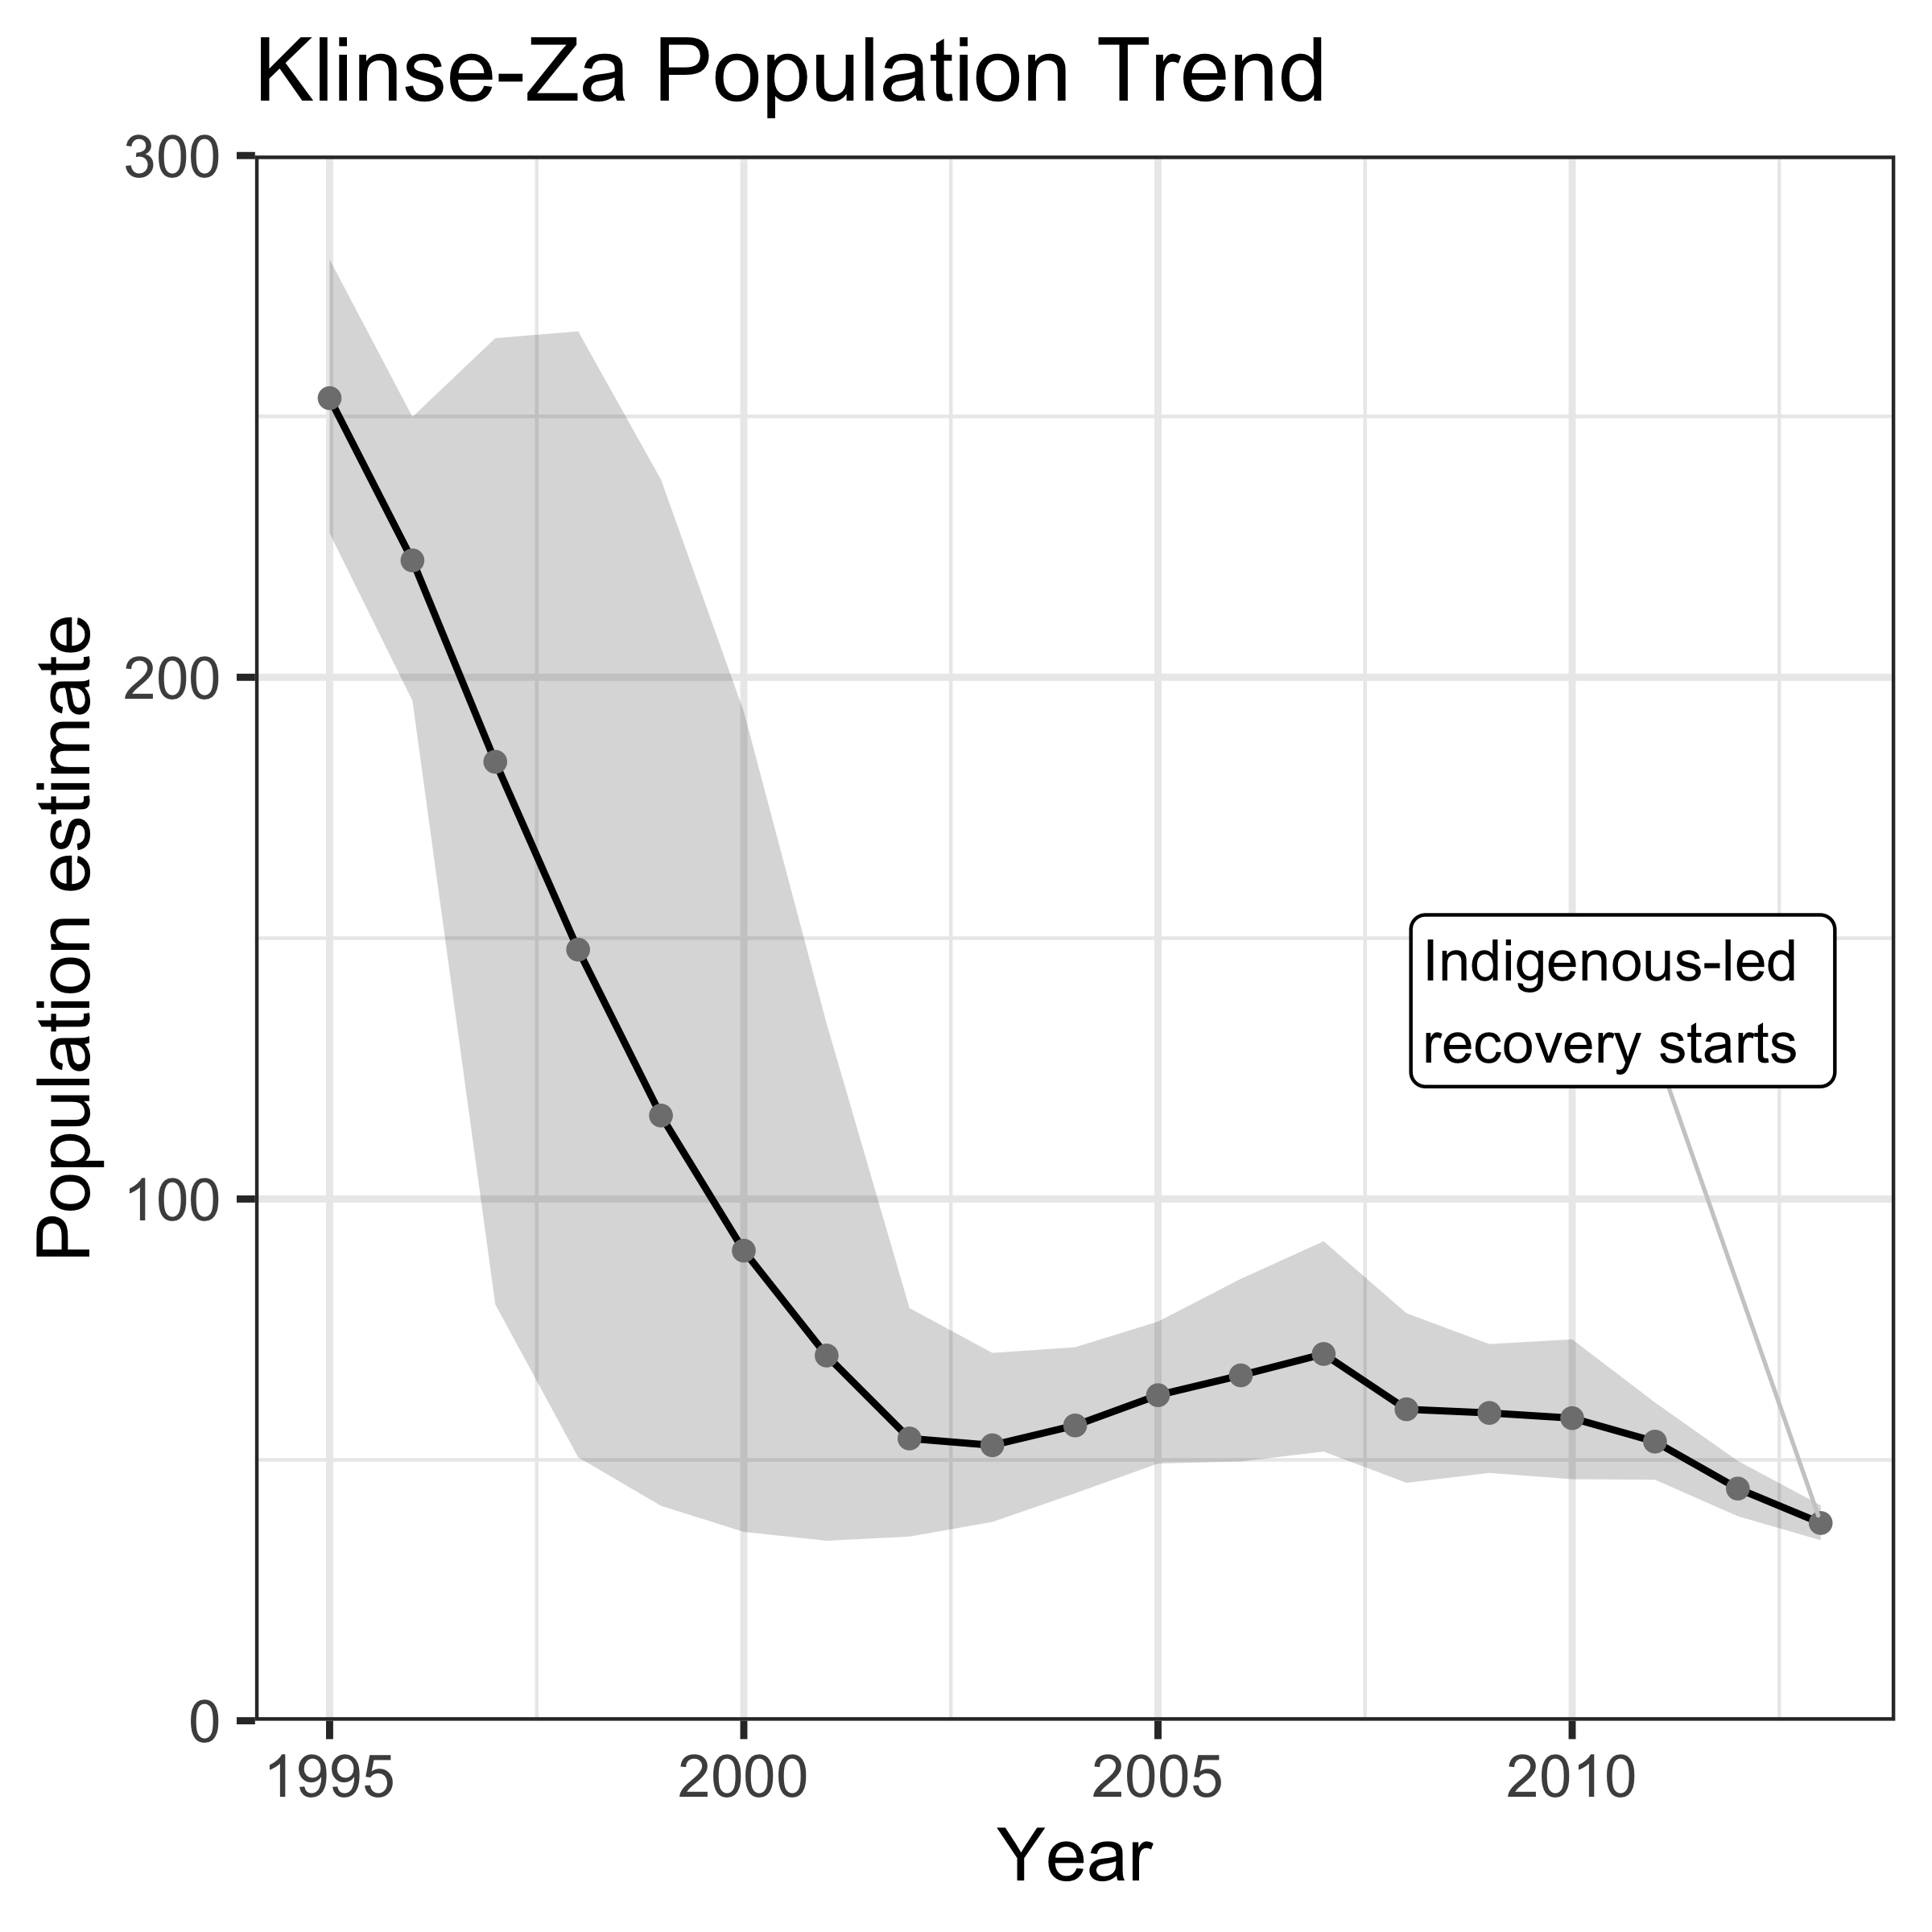 Klinse-Za Population Trend
300
200
100
0
Population estimate
Indigenous-led
recovery starts
1995 2000 2005 2010
Year